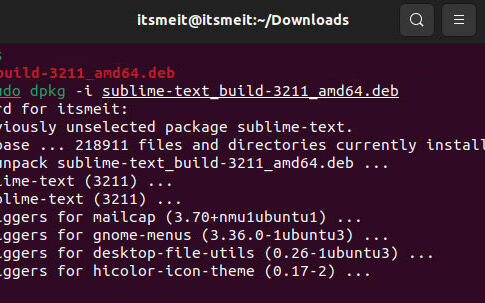 itsmeit@itsmeit:~/Downloads
s
build-3211_amd64.deb
udo dpkg -i sublime-text_build-3211_amd64.deb
rd for itsmeit:
viously unselected package sublime-text.
base ... 218911 files and directories currently install
unpack sublime-text_build-3211_amd64.deb ...
lime-text (3211) ...
blime-text (3211) ...
iggers for mailcap (3.70+nmu1ubuntu1) ...
iggers for gnome-menus (3.36.0-1ubuntu3) ...
iggers for desktop-file-utils (0.26-1ubuntu3) ...
iggers for hicolor-icon-theme (0.17-2) ...